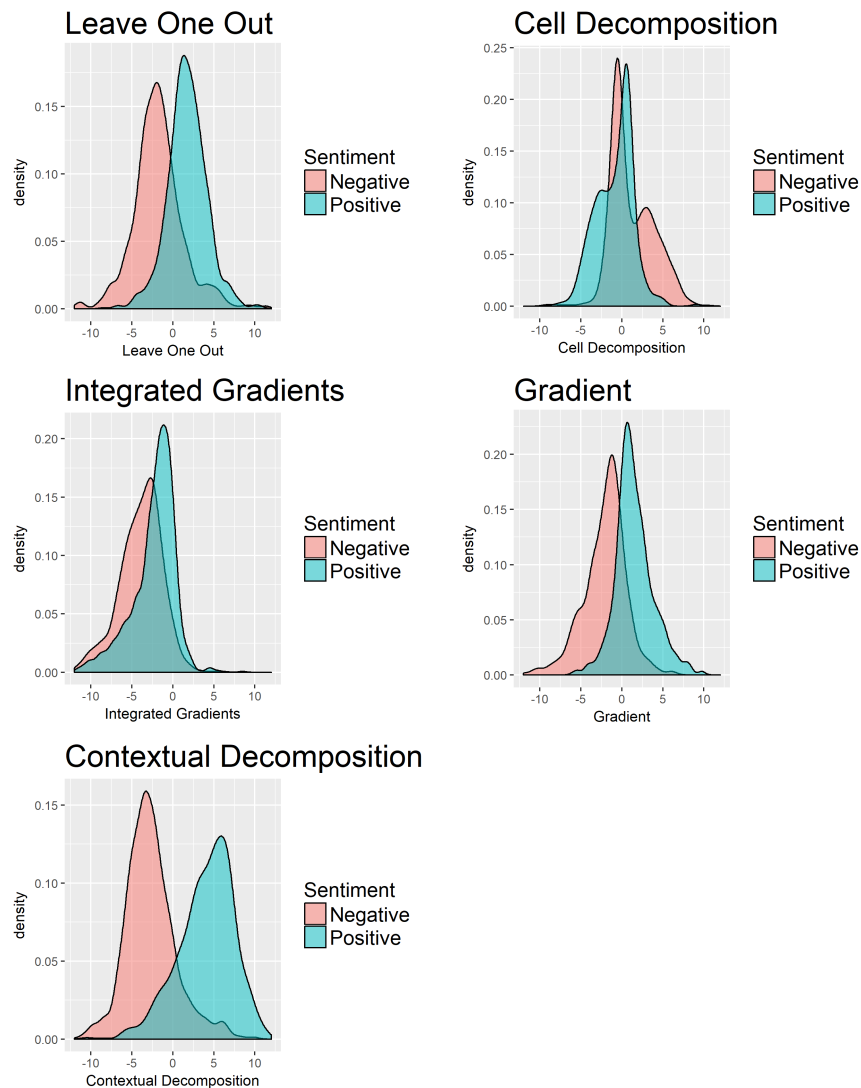 Leave One Out
density
0.15
0.10
0.05
0.00
-10 -5 0 5 10
Leave One Out
Sentiment
Negative
Positive
Cell Decomposition
density
0.25
0.20
0.15
0.10
0.05
0.00
-10 -5 0 5 10
Cell Decomposition
Sentiment
Negative
Positive
Integrated Gradients
density
0.20
0.15
0.10
0.05
0.00
-10 -5 0 5 10
Integrated Gradients
Sentiment
Negative
Positive
Gradient
density
0.20
0.15
0.10
0.05
0.00
-10 -5 0 5 10
Gradient
Sentiment
Negative
Positive
Contextual Decomposition
density
0.15
0.10
0.05
0.00
-10 -5 0 5 10
Contextual Decomposition
Sentiment
Negative
Positive